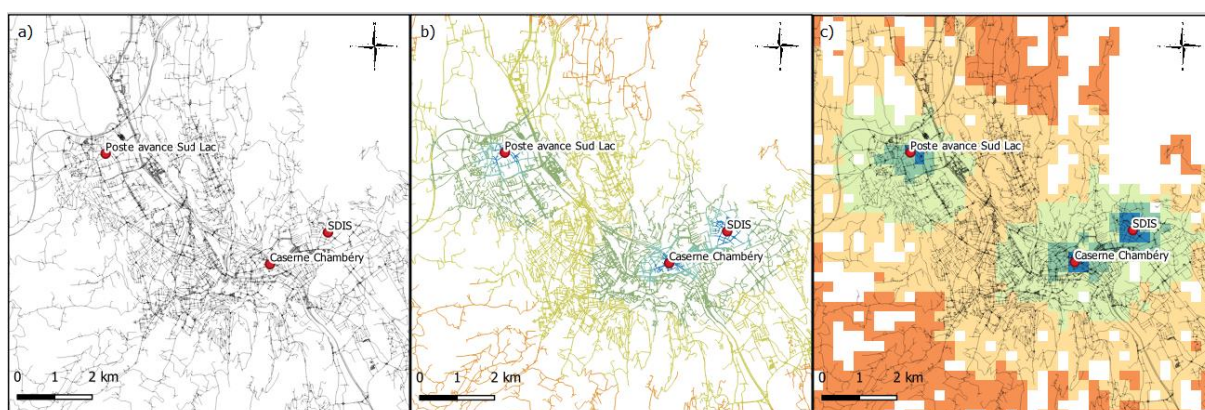 a)
Poste avance Sud Lac
SDIS
Caserne Chambéry
0 1 2 km
b)
Poste avance Sud Lac
SDIS
Caserne Chambéry
0 1 2 km
c)
Poste avance Sud Lac
SDIS
Caserne Chambéry
0 1 2 km